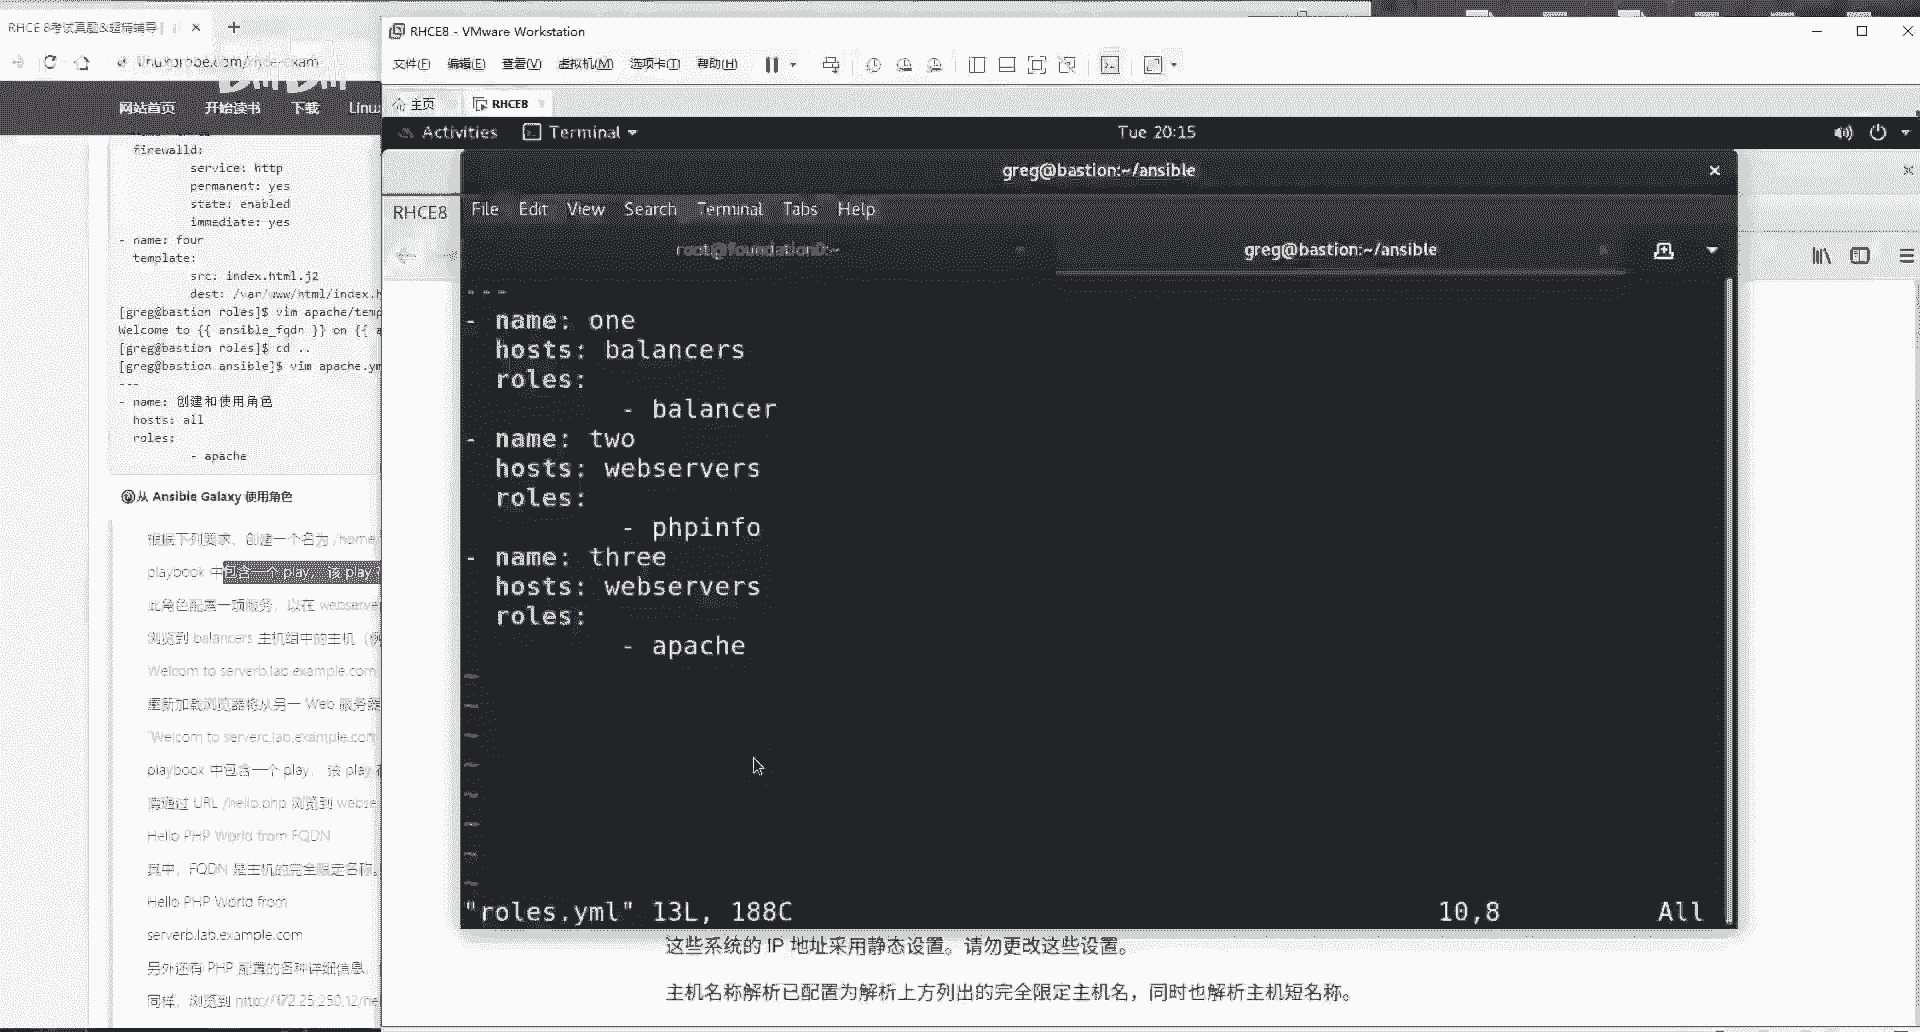 RHCE 8考试真题&超精辅导
RHCE8 - VMware Workstation
linuxprobe.com/rhce-exam
文件(F) 编辑(E) 查看(V) 虚拟机(M) 选项卡(T) 帮助(H)
网站首页 开始读书 下载 Linux
主页 RHCE8
Activities Terminal Tue 20:15
firewalld:
service: http
permanent: yes
state: enabled
immediate: yes
- name: four
template:
src: index.html.j2
dest: /var/www/html/index.h
[greg@bastion roles]$ vim apache/temp
Welcome to {{ ansible_fqdn }} on {{ a
[greg@bastion roles]$ cd ..
[greg@bastion ansible]$ vim apache.ym
---
- name: 创建和使用角色
hosts: all
roles:
- apache
从 Ansible Galaxy 使用角色
根据下列要求，创建一个名为 /home
playbook 中包含一个 play， 该 play
此角色配置一项服务，以在 webserve
浏览到 balancers 主机组中的主机（例
Welcom to serverb.lab.example.com
重新加载浏览器将从另一 Web 服务器
Welcom to serverc.lab.example.com
playbook 中包含一个 play， 该 play
请通过 URL /hello.php 浏览到 webse
Hello PHP World from FQDN
其中，FQDN 是主机的完全限定名称。
Hello PHP World from
serverb.lab.example.com
另外还有 PHP 配置的各种详细信息，
同样，浏览到 http://172.25.250.12/he
greg@bastion:~/ansible
RHCE8
File Edit View Search Terminal Tabs Help
root@foundation0:~ greg@bastion:~/ansible
---
- name: one
hosts: balancers
roles:
- balancer
- name: two
hosts: webservers
roles:
- phpinfo
- name: three
hosts: webservers
roles:
- apache
~
~
~
~
~
~
~
~
"roles.yml" 13L, 188C 10,8 All
这些系统的 IP 地址采用静态设置。请勿更改这些设置。
主机名称解析已配置为解析上方列出的完全限定主机名，同时也解析主机短名称。